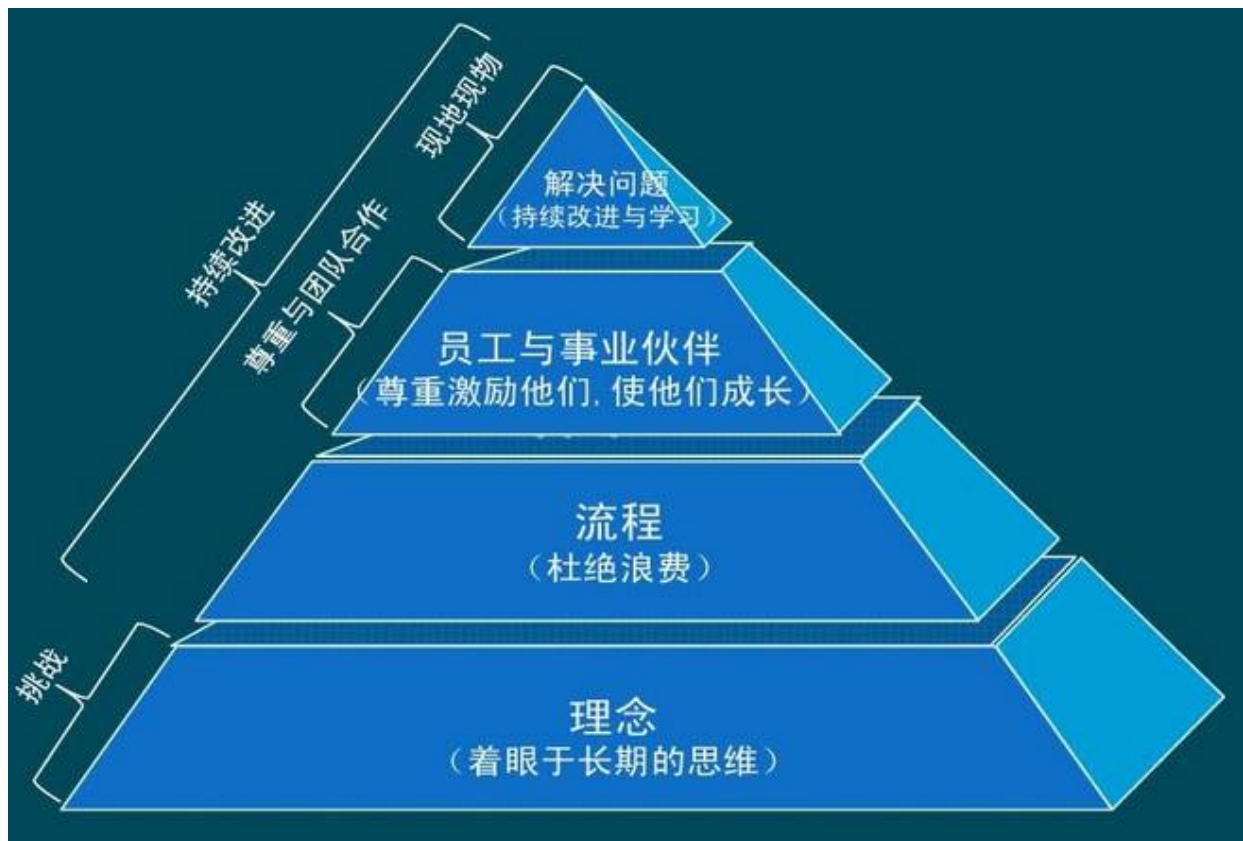 现地现物
解决问题
（持续改进与学习）
持续改进
尊重与团队合作
员工与事业伙伴
（尊重激励他们, 使他们成长）
流程
（杜绝浪费）
挑战
理念
（着眼于长期的思维）